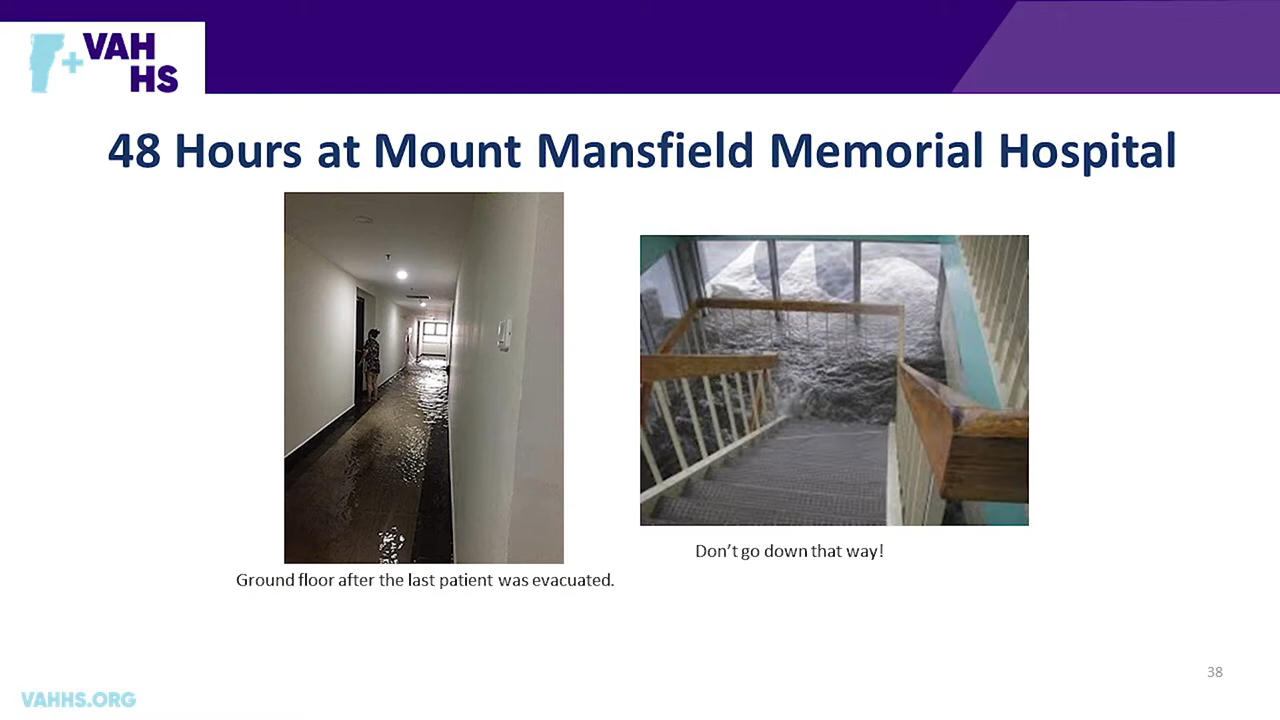 VAH
HS
48 Hours at Mount Mansfield Memorial Hospital
Don't go down that way!
Ground floor after the last patient was evacuated.
38
VAHHS.ORG